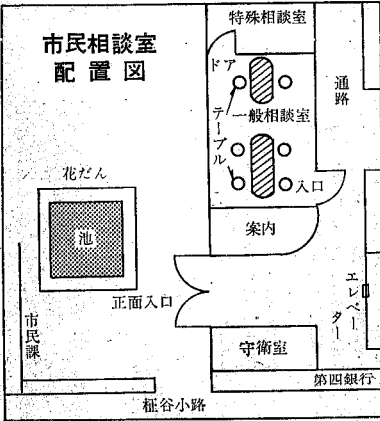 市民相談室
配置図
特殊相談室
ドア
一般相談室
テーブル
通路
入口
花だん
池
案内
正面入口
エレベーター
市民課
守衛室
第四銀行
柾谷小路